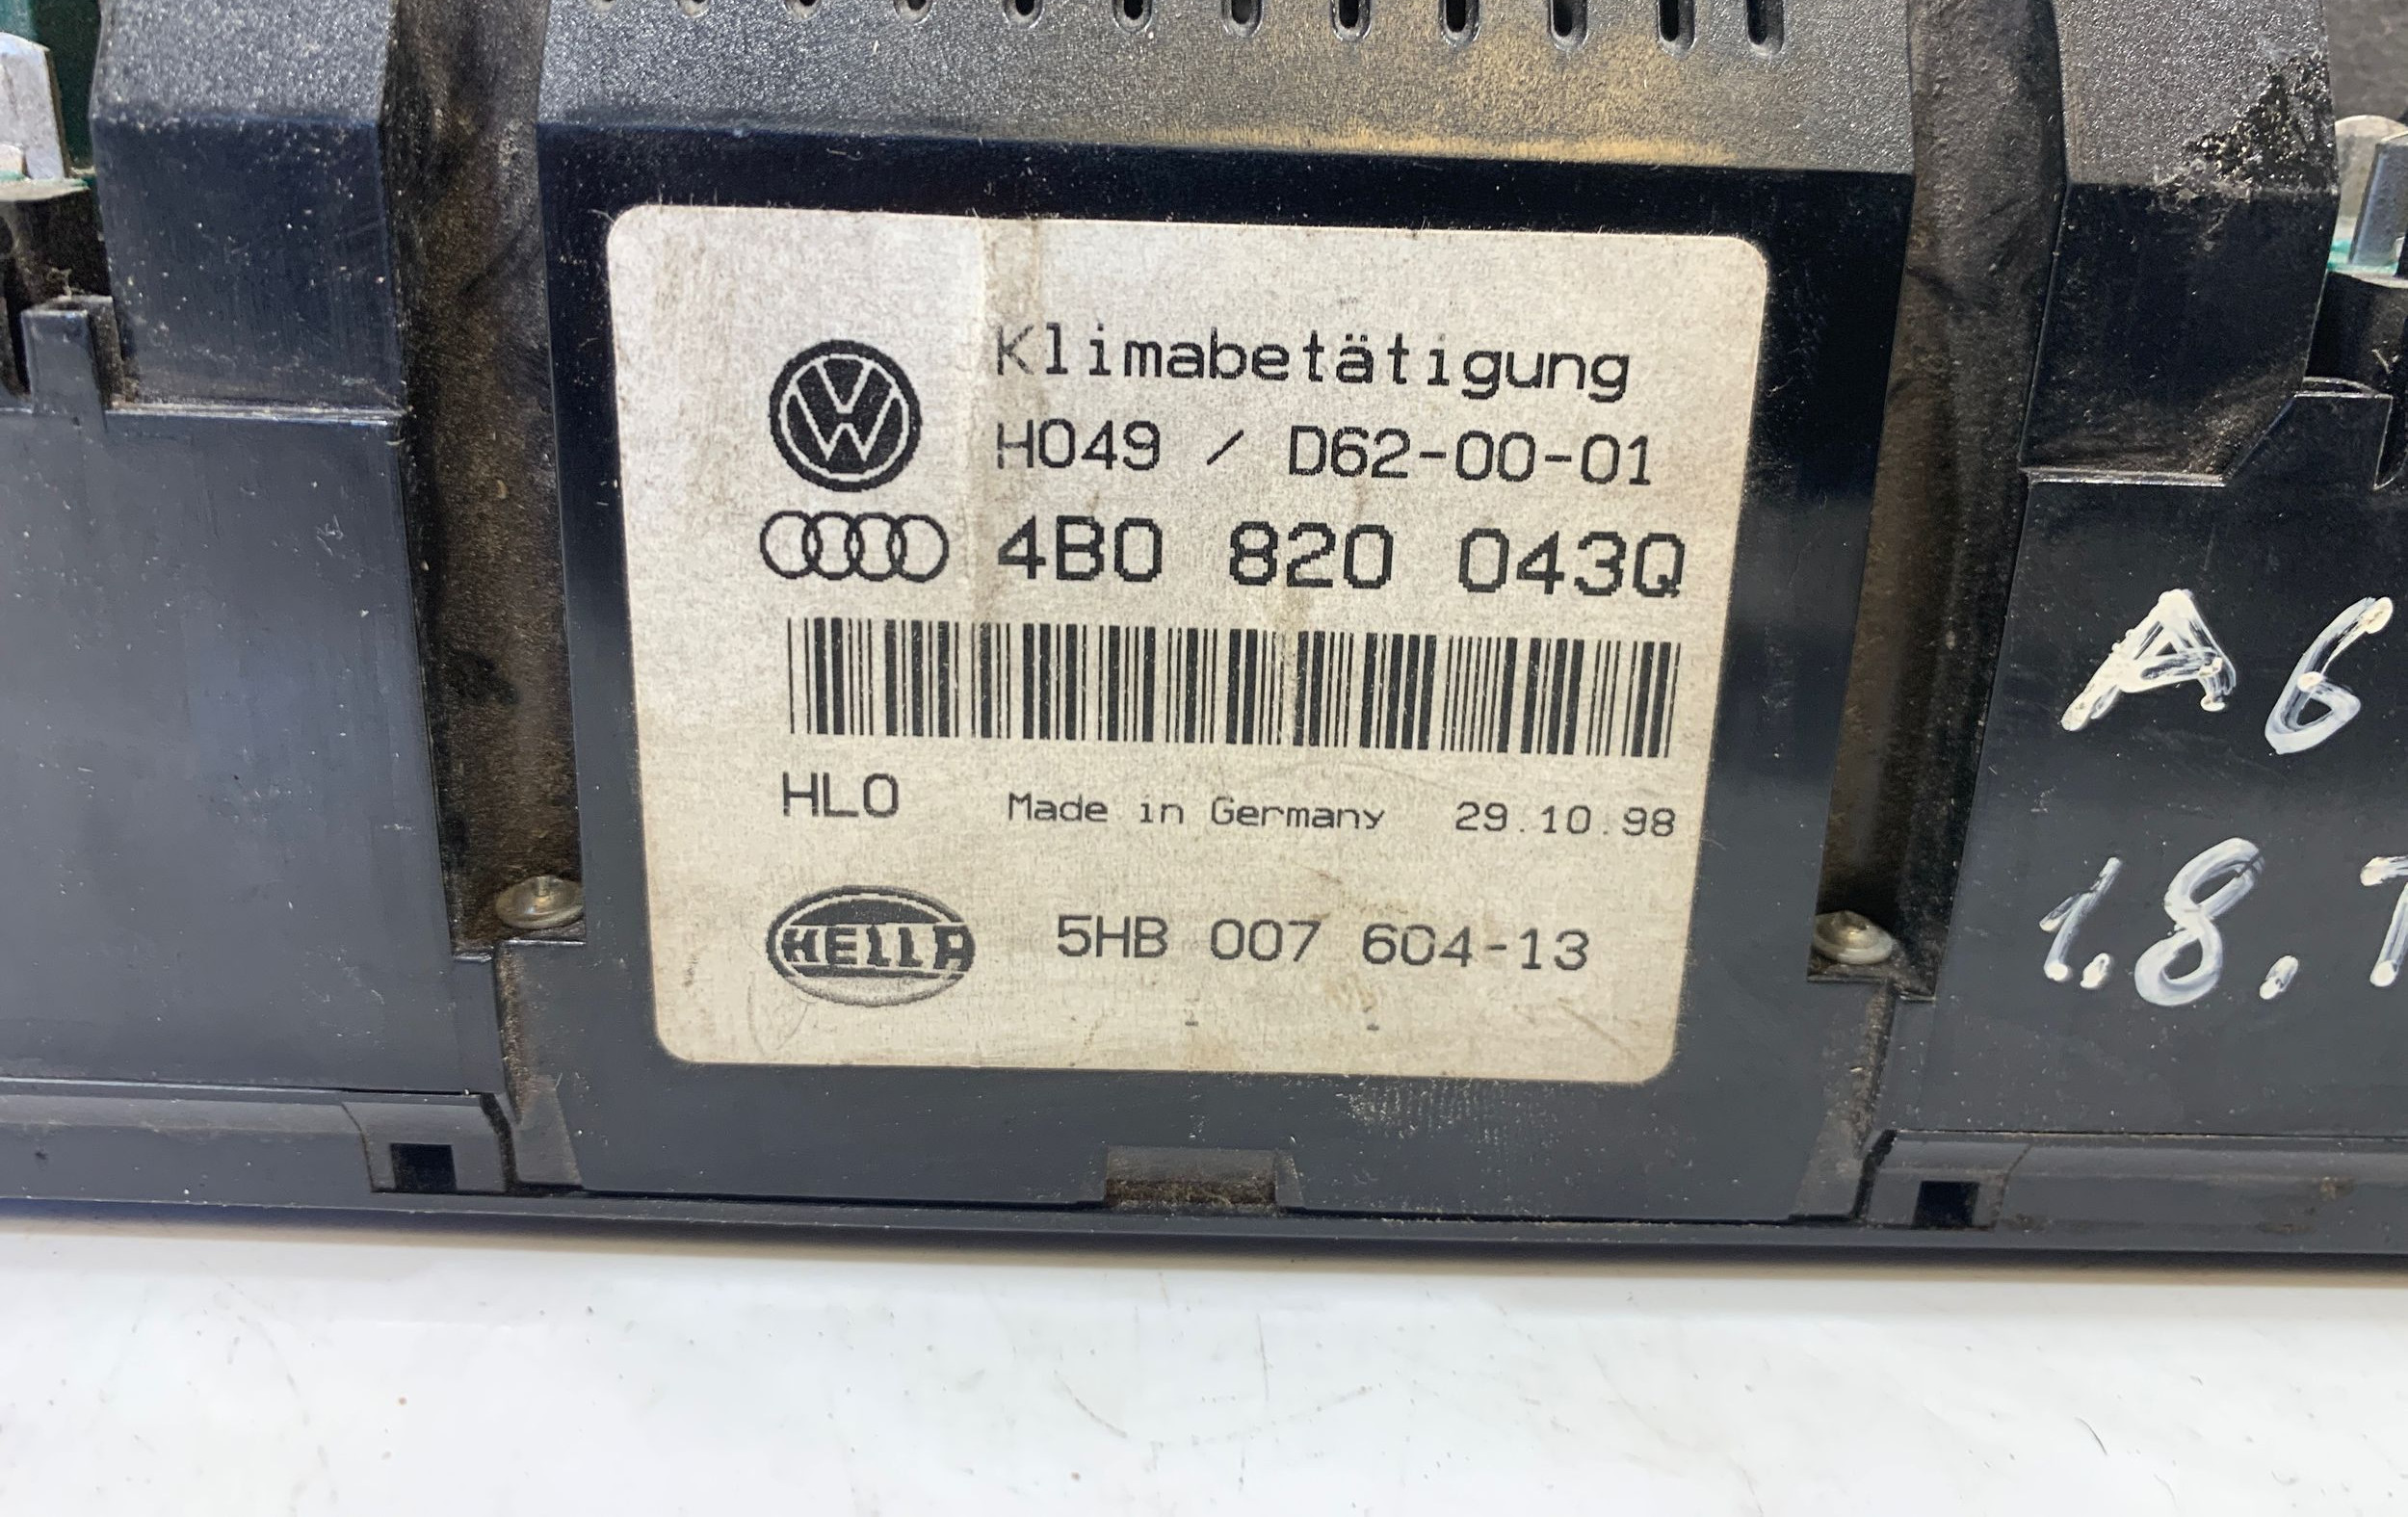 Klimabetätigung
H049 / D62-00-01
4B0 820 043Q
HLO Made in Germany 29.10.98
HELLA 5HB 007 604-13
A6
1.8.T